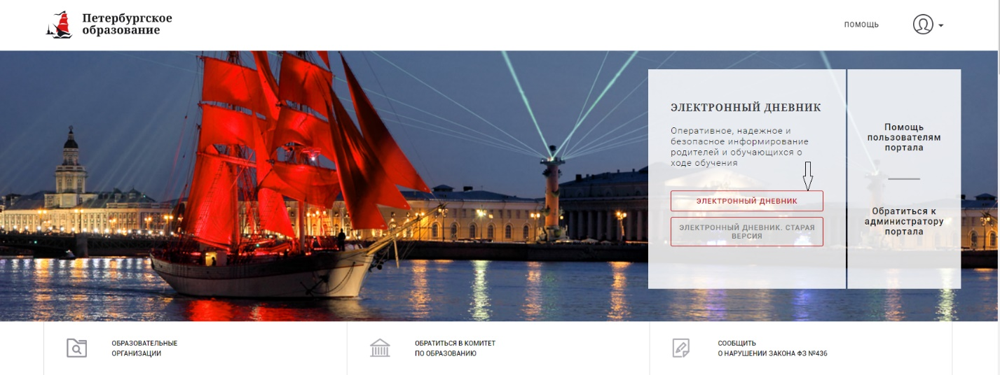 Петербургское
образование
ПОМОЩЬ
ЭЛЕКТРОННЫЙ ДНЕВНИК
Оперативное, надежное и
безопасное информирование
родителей и обучающихся о
ходе обучения
ЭЛЕКТРОННЫЙ ДНЕВНИК
ЭЛЕКТРОННЫЙ ДНЕВНИК. СТАРАЯ
ВЕРСИЯ
Помощь
пользователям
портала
Обратиться к
администратору
портала
ОБРАЗОВАТЕЛЬНЫЕ
ОРГАНИЗАЦИИ
ОБРАТИТЬСЯ В КОМИТЕТ
ПО ОБРАЗОВАНИЮ
СООБЩИТЬ
О НАРУШЕНИИ ЗАКОНА ФЗ №436